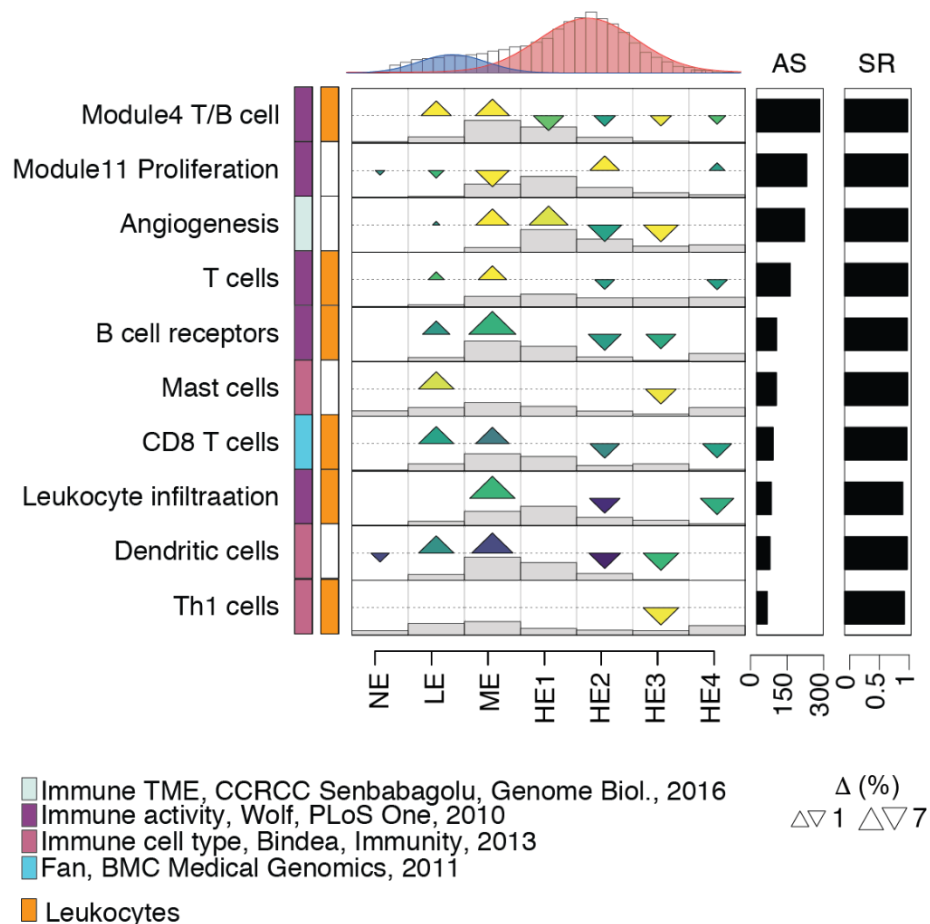 AS SR
Module4 T/B cell
Module11 Proliferation
Angiogenesis
T cells
B cell receptors
Mast cells
CD8 T cells
Leukocyte infiltraation
Dendritic cells
Th1 cells
NE LE ME HE1 HE2 HE3 HE4
0 150 300
0 0.5 1
Immune TME, CCRCC Senbabagolu, Genome Biol., 2016
Immune activity, Wolf, PLoS One, 2010
Immune cell type, Bindea, Immunity, 2013
Fan, BMC Medical Genomics, 2011
Leukocytes
Δ (%)
1 7